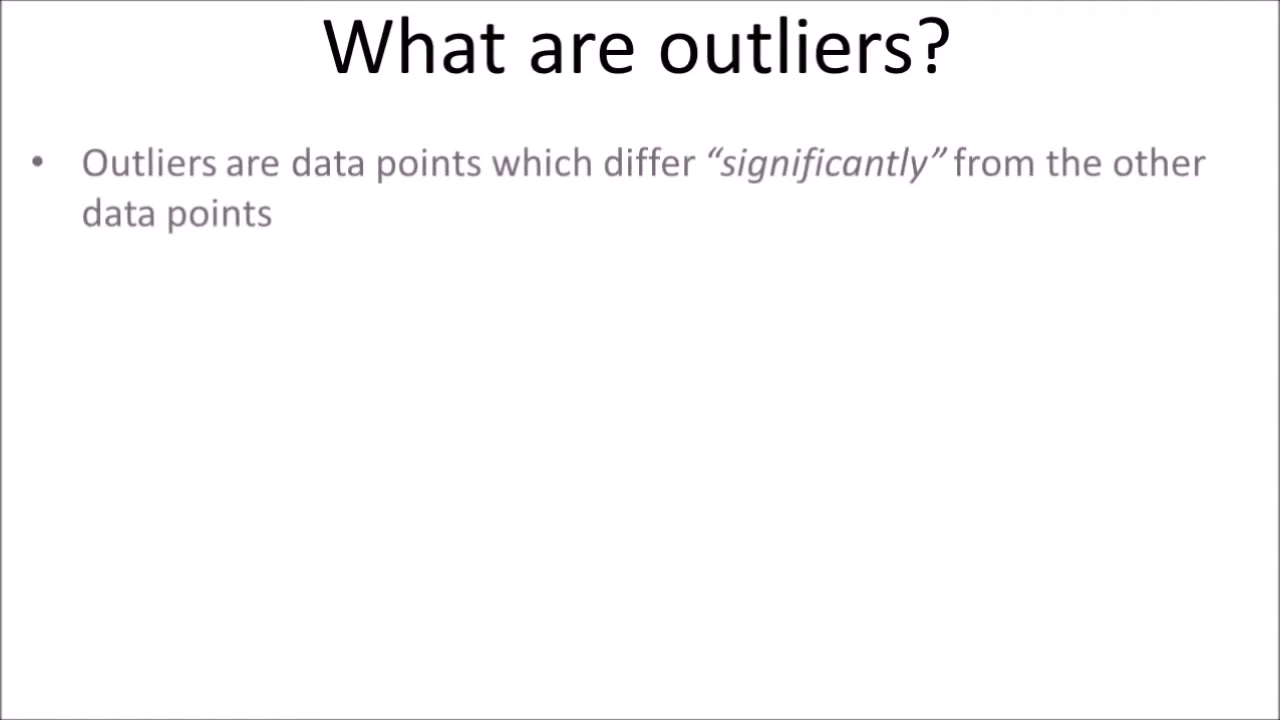 What are outliers?
• Outliers are data points which differ “significantly” from the other
data points